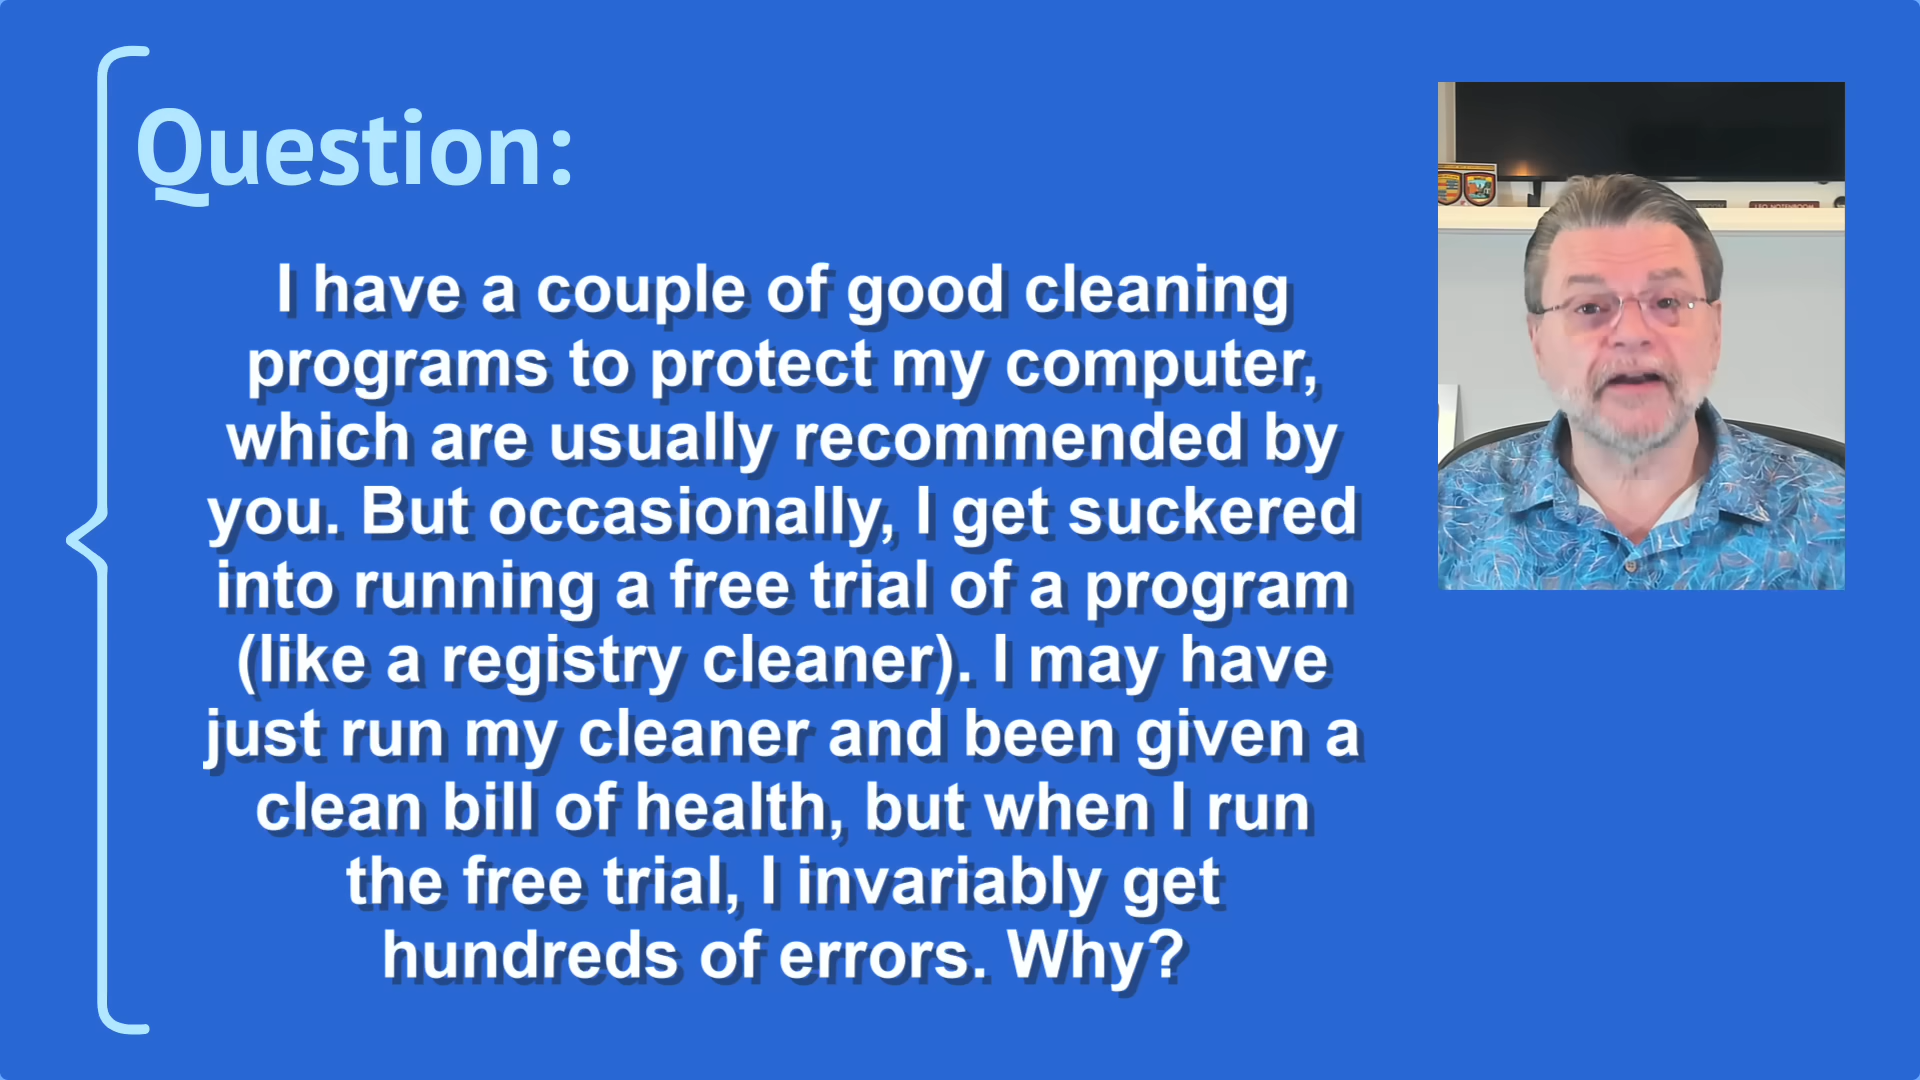 Question:
I have a couple of good cleaning
programs to protect my computer,
which are usually recommended by
you. But occasionally, I get suckered
into running a free trial of a program
(like a registry cleaner). I may have
just run my cleaner and been given a
clean bill of health, but when I run
the free trial, I invariably get
hundreds of errors. Why?
LEO NOTENBOOM